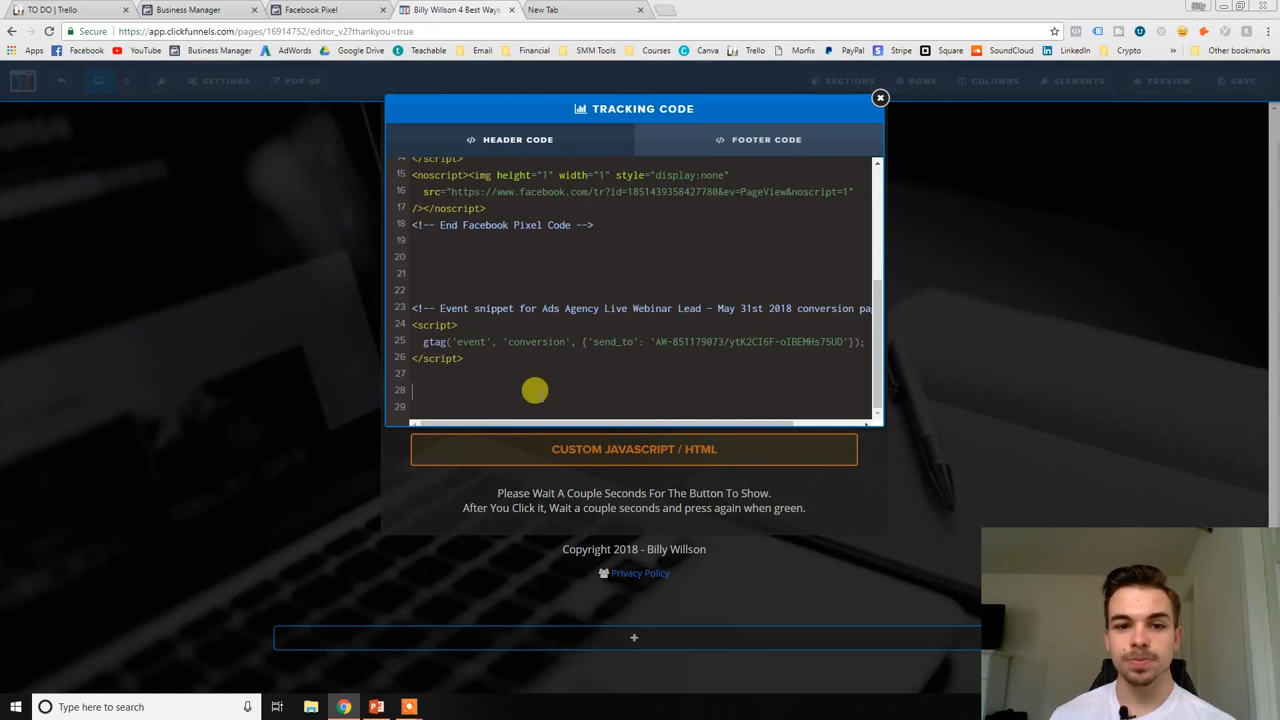 TO DO | Trello
Business Manager
Facebook Pixel
Billy Willson 4 Best Ways
New Tab
Billy
Secure
https://app.clickfunnels.com/pages/16914752/editor_v2?thankyou=true
Apps
Facebook
YouTube
Business Manager
AdWords
Google Drive
Teachable
Email
Financial
SMM Tools
Courses
Canva
Trello
Morfix
PayPal
Stripe
Square
SoundCloud
LinkedIn
Crypto
»
Other bookmarks
SETTINGS
POP UP
SECTIONS
ROWS
COLUMNS
ELEMENTS
PREVIEW
SAVE
TRACKING CODE
HEADER CODE
FOOTER CODE
14 </script>
15 <noscript><img height="1" width="1" style="display:none"
16 src="https://www.facebook.com/tr?id=1851439358427780&ev=PageView&noscript=1"
17 /></noscript>
18 <!-- End Facebook Pixel Code -->
19
20
21
22
23 <!-- Event snippet for Ads Agency Live Webinar Lead - May 31st 2018 conversion pag
24 <script>
25 gtag('event', 'conversion', {'send_to': 'AW-851179073/ytK2CI6F-oIBEMHs75UD'});
26 </script>
27
28
29
CUSTOM JAVASCRIPT / HTML
Please Wait A Couple Seconds For The Button To Show.
After You Click it, Wait a couple seconds and press again when green.
Copyright 2018 - Billy Willson
Privacy Policy
Type here to search